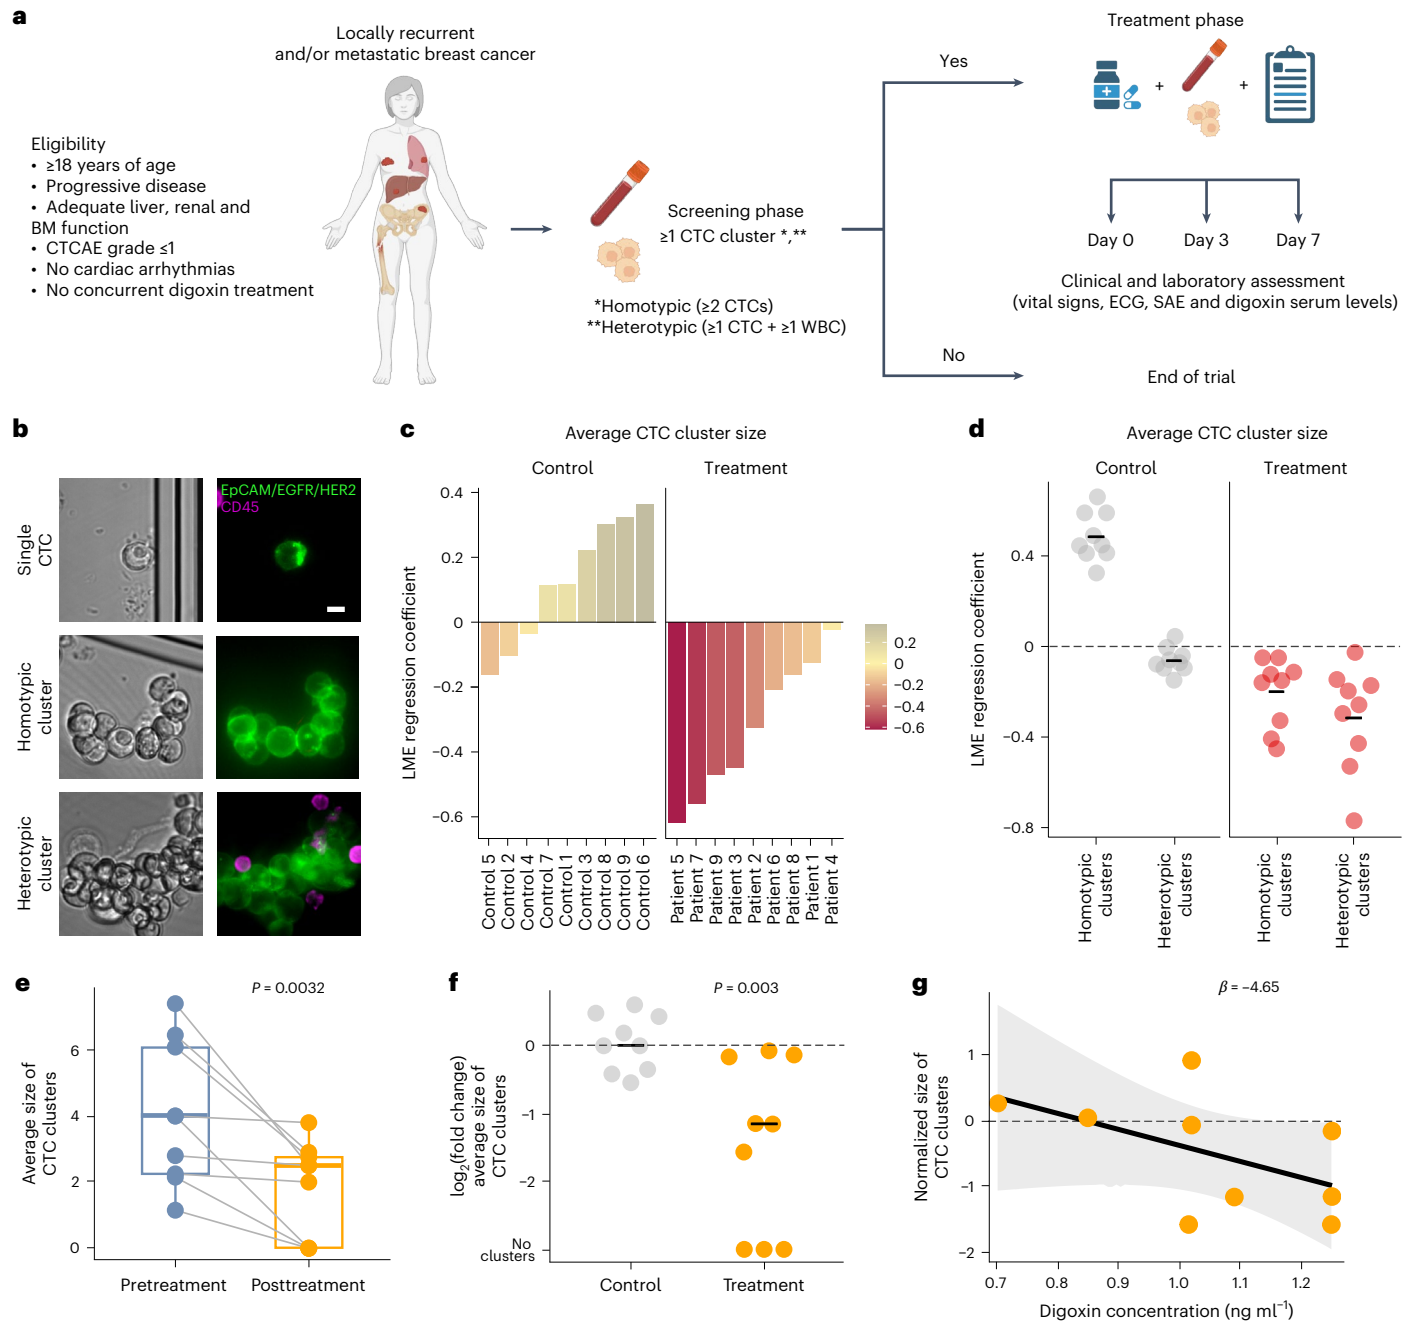 a
Locally recurrent
and/or metastatic breast cancer
Eligibility
• ≥18 years of age
• Progressive disease
• Adequate liver, renal and
BM function
• CTCAE grade ≤1
• No cardiac arrhythmias
• No concurrent digoxin treatment
Screening phase
≥1 CTC cluster *,**
*Homotypic (≥2 CTCs)
**Heterotypic (≥1 CTC + ≥1 WBC)
Yes
No
Treatment phase
+
+
Day 0
Day 3
Day 7
Clinical and laboratory assessment
(vital signs, ECG, SAE and digoxin serum levels)
End of trial
b
Single
CTC
EpCAM/EGFR/HER2
CD45
Homotypic
cluster
Heterotypic
cluster
c
Average CTC cluster size
Control
Treatment
LME regression coefficient
0.4
0.2
0
−0.2
−0.4
−0.6
Control 5
Control 2
Control 4
Control 7
Control 1
Control 3
Control 8
Control 9
Control 6
Patient 5
Patient 7
Patient 9
Patient 3
Patient 2
Patient 6
Patient 8
Patient 1
Patient 4
0.2
0
−0.2
−0.4
−0.6
d
Average CTC cluster size
Control
Treatment
LME regression coefficient
0.4
0
−0.4
−0.8
Homotypic
clusters
Heterotypic
clusters
Homotypic
clusters
Heterotypic
clusters
e
P = 0.0032
Average size of
CTC clusters
6
4
2
0
Pretreatment
Posttreatment
f
P = 0.003
log2(fold change)
average size of
CTC clusters
0
−1
−2
No
clusters
Control
Treatment
g
β = −4.65
Normalized size of
CTC clusters
1
0
−1
−2
0.7
0.8
0.9
1.0
1.1
1.2
Digoxin concentration (ng ml−1)